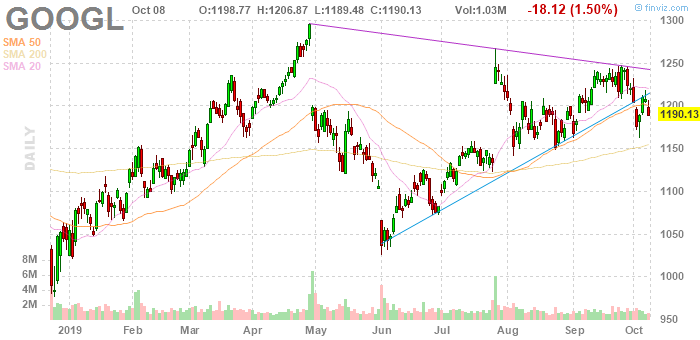 GOOGL
Oct 08
O:1198.77 H:1206.87 L:1189.48 C:1190.13
Vol:1.03M
-18.12 (1.50%)
© finviz.com
SMA 50
SMA 200
SMA 20
DAILY
1300
1250
1200
1190.13
1150
1100
1050
1000
950
8M
6M
4M
2M
2019 Feb Mar Apr May Jun Jul Aug Sep Oct